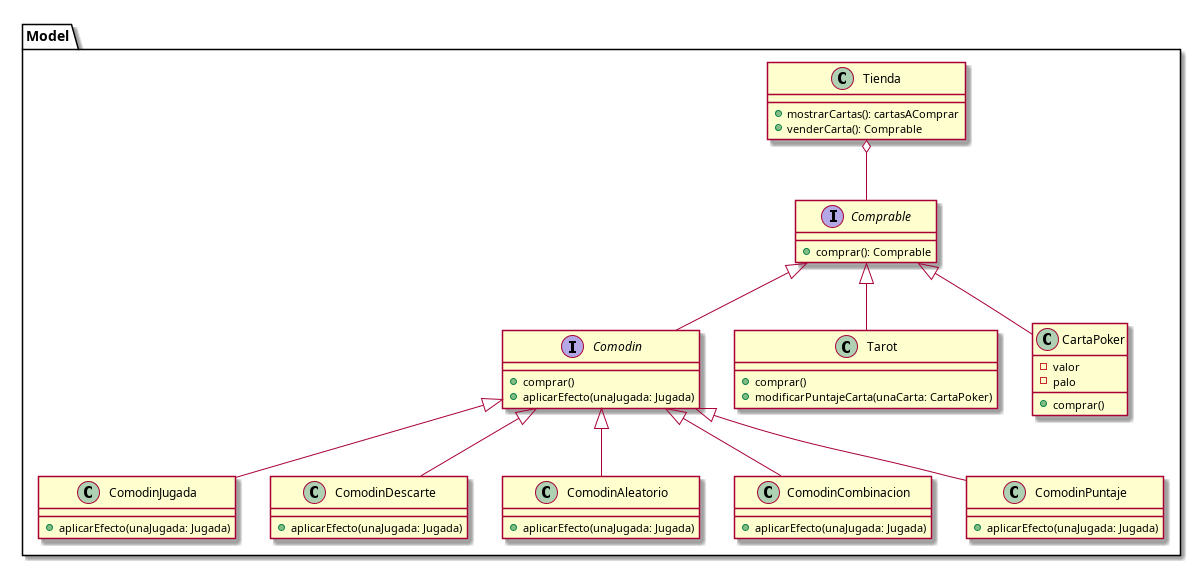 Model
C Tienda
mostrarCartas(): cartasAComprar
venderCarta(): Comprable
I Comprable
comprar(): Comprable
I Comodin
comprar()
aplicarEfecto(unaJugada: Jugada)
C Tarot
comprar()
modificarPuntajeCarta(unaCarta: CartaPoker)
C CartaPoker
valor
palo
comprar()
C ComodinJugada
aplicarEfecto(unaJugada: Jugada)
C ComodinDescarte
aplicarEfecto(unaJugada: Jugada)
C ComodinAleatorio
aplicarEfecto(unaJugada: Jugada)
C ComodinCombinacion
aplicarEfecto(unaJugada: Jugada)
C ComodinPuntaje
aplicarEfecto(unaJugada: Jugada)